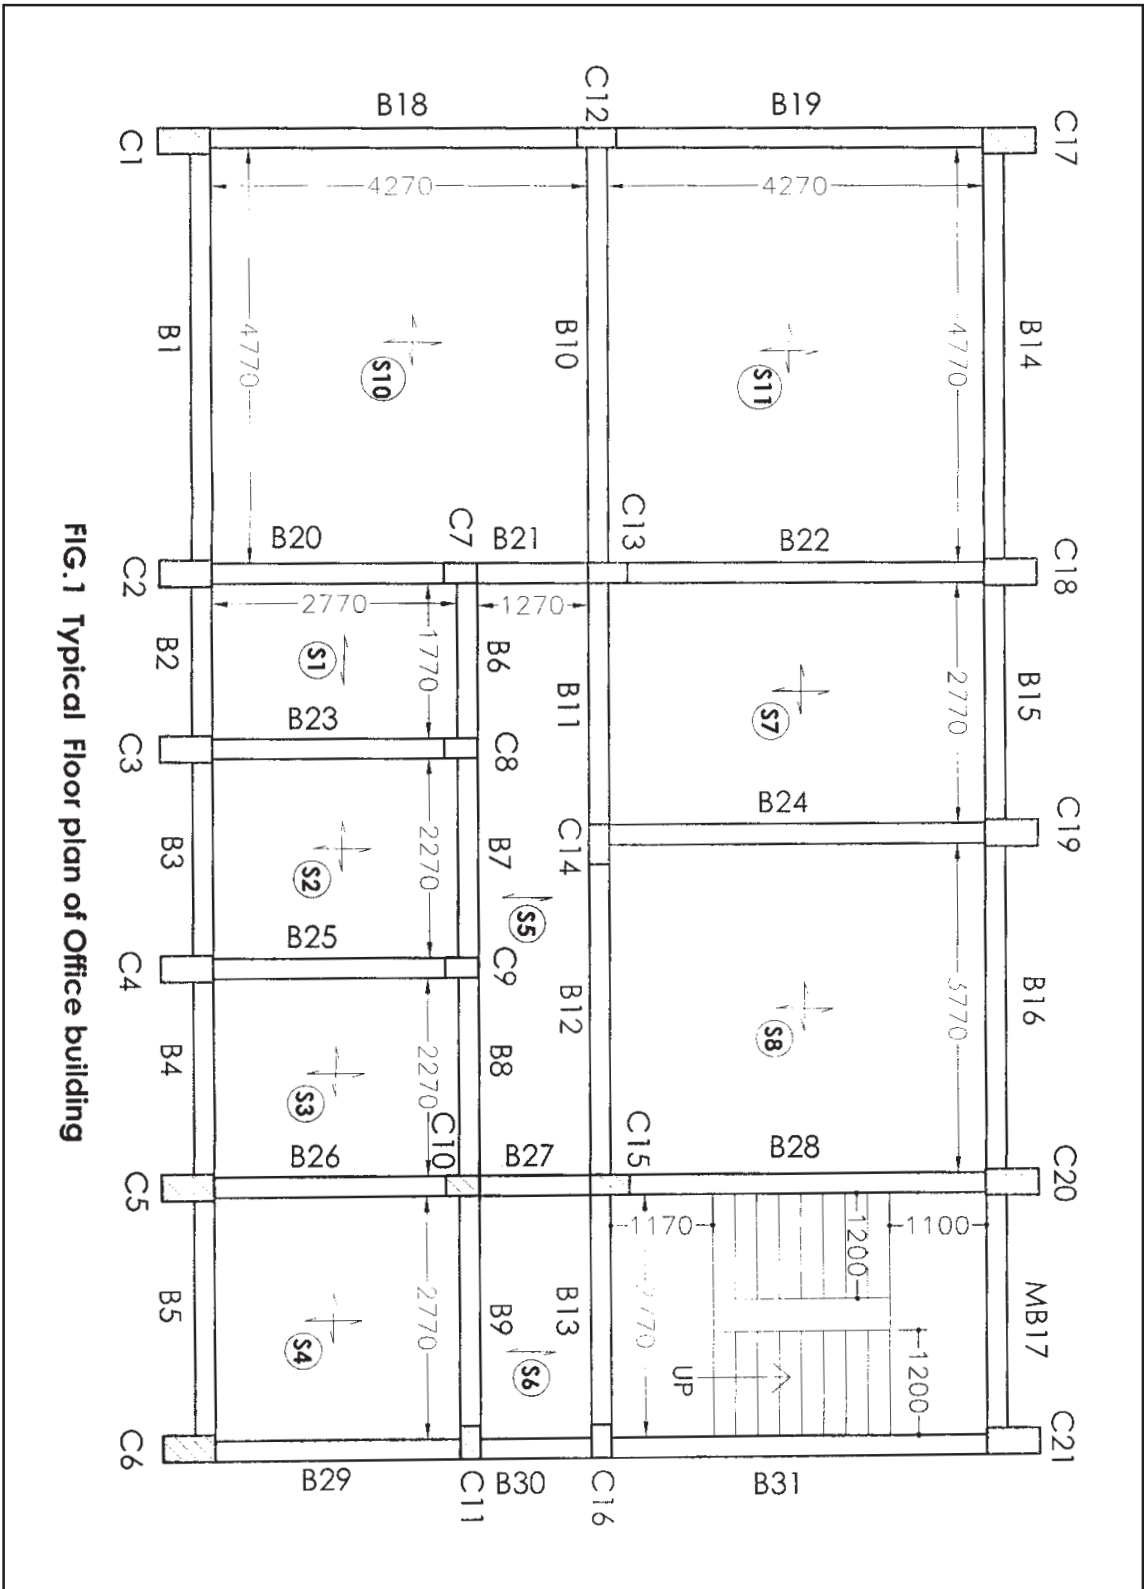 C17
B14
C18
B15
C19
B16
C20
MB17
C21
4770
2770
3770
1100
1200
1200
B19
4270
S11
B22
S7
B24
S8
B28
UP
B31
1170
2770
C12
C13
C15
B10
B11
C14
B12
B13
C16
B18
4270
S10
B21
1270
S5
B27
S6
B30
C7
B6
C8
B7
C9
B8
C10
B9
C11
4770
1770
2270
2270
2770
B20
2770
S1
B23
S2
B25
S3
B26
S4
B29
C1
B1
C2
B2
C3
B3
C4
B4
C5
B5
C6
FIG.1 Typical Floor plan of Office building